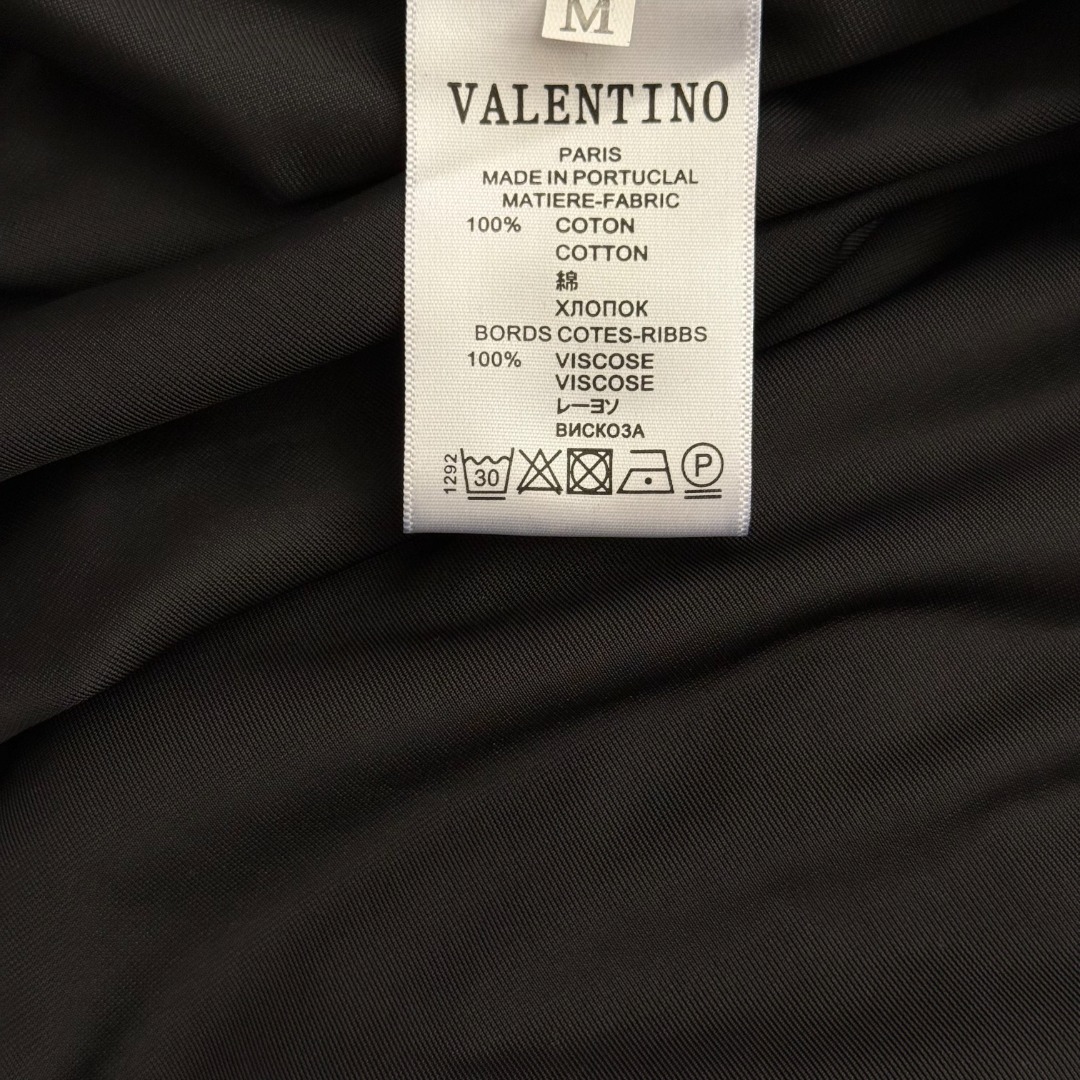 M
VALENTINO
PARIS
MADE IN PORTUCLAL
MATIERE-FABRIC
100% COTON
COTTON
綿
ХЛОПОК
BORDS COTES-RIBBS
100% VISCOSE
VISCOSE
レーヨソ
ВИСКОЗА
1292 30 P